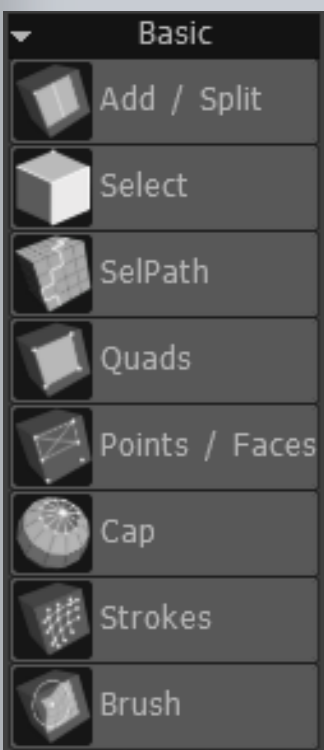 Basic
Add / Split
Select
SelPath
Quads
Points / Faces
Cap
Strokes
Brush